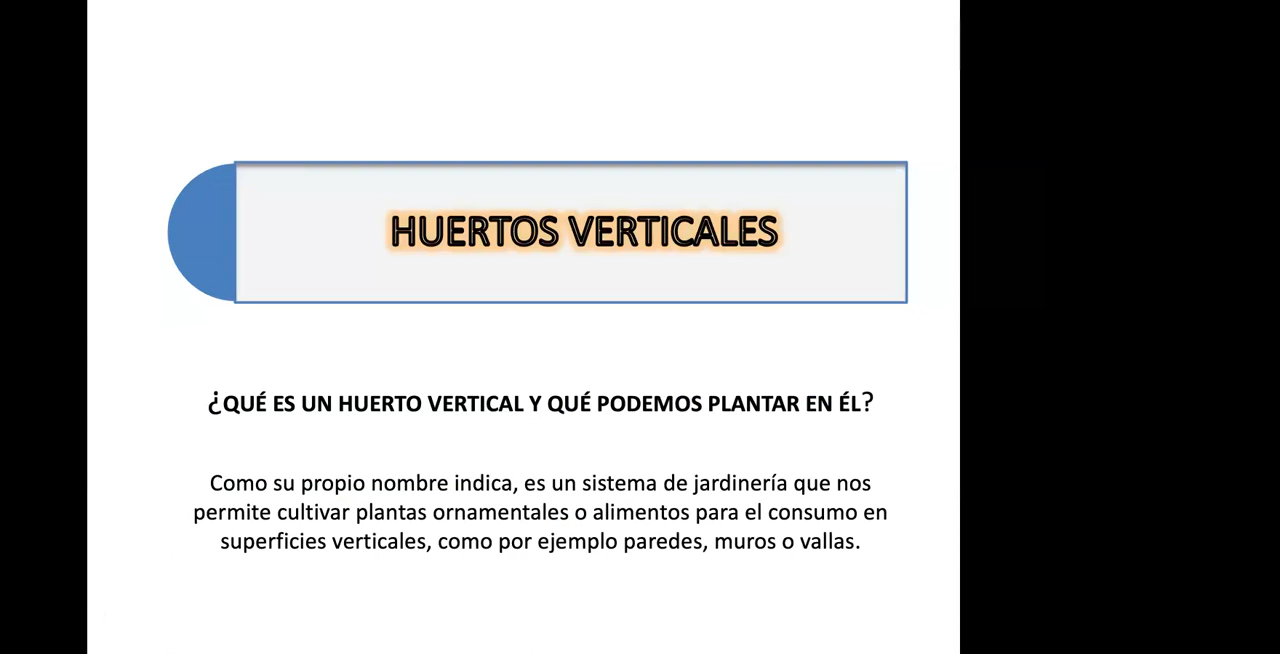 HUERTOS VERTICALES
¿QUÉ ES UN HUERTO VERTICAL Y QUÉ PODEMOS PLANTAR EN ÉL?
Como su propio nombre indica, es un sistema de jardinería que nos
permite cultivar plantas ornamentales o alimentos para el consumo en
superficies verticales, como por ejemplo paredes, muros o vallas.